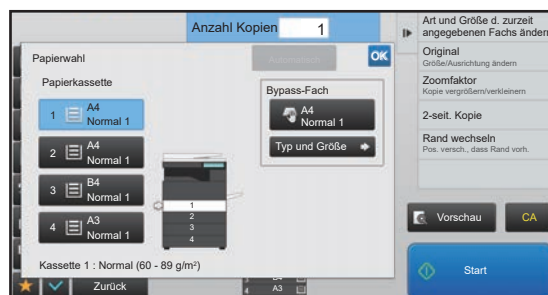 Anzahl Kopien 1
Papierwahl
Automatisch
OK
Papierkassette
1 A4
Normal 1
2 A4
Normal 1
3 B4
Normal 1
4 A3
Normal 1
1
2
3
4
Bypass-Fach
A4
Normal 1
Typ und Größe
Kassette 1 : Normal (60 - 89 g/m²)
Zurück
4 A3
Art und Größe d. zurzeit
angegebenen Fachs ändern
Original
Größe/Ausrichtung ändern
Zoomfaktor
Kopie vergrößern/verkleinern
2-seit. Kopie
Rand wechseln
Pos. versch., dass Rand vorh.
Vorschau
CA
Start